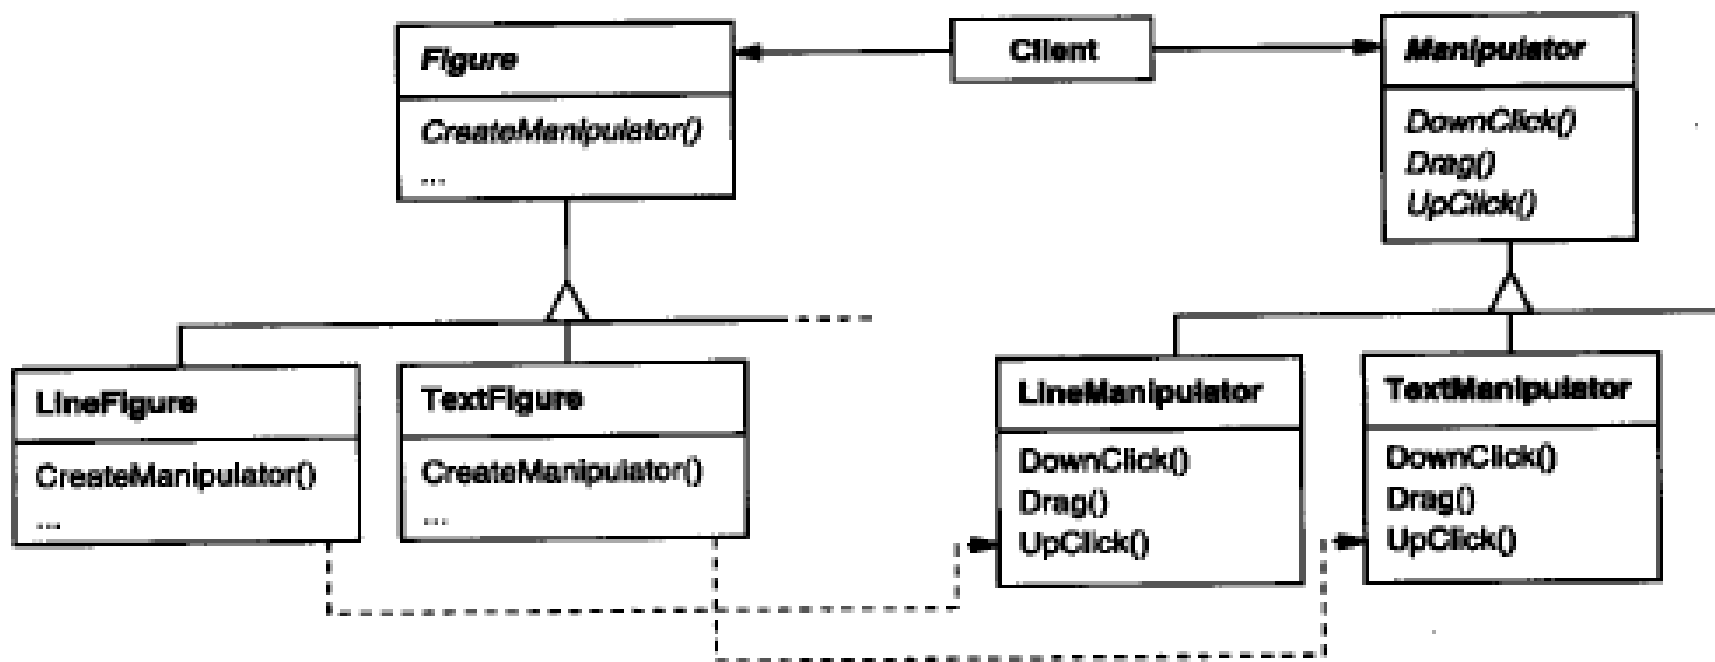 Figure
CreateManipulator()
...
Client
Manipulator
DownClick()
Drag()
UpClick()
LineFigure
CreateManipulator()
...
TextFigure
CreateManipulator()
...
LineManipulator
DownClick()
Drag()
UpClick()
TextManipulator
DownClick()
Drag()
UpClick()